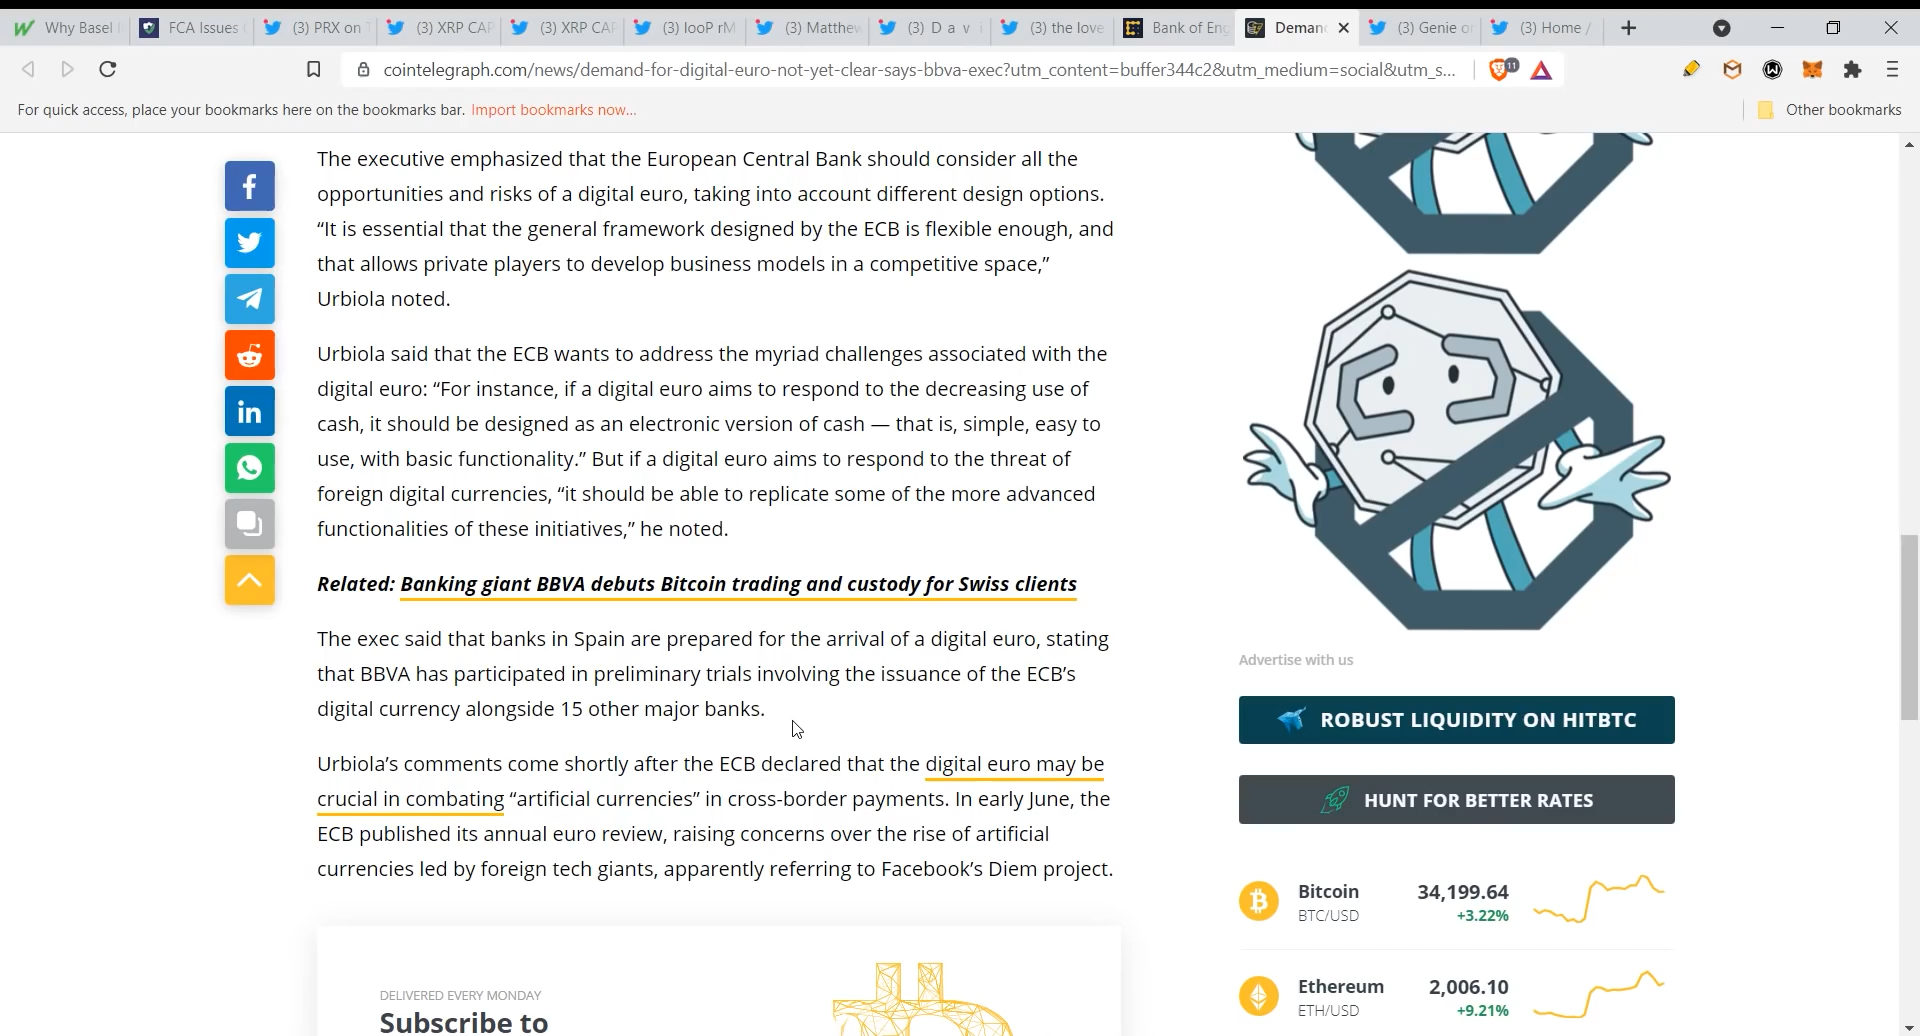 Why Basel
FCA Issues
(3) PRX on
(3) XRP CAP
(3) XRP CAP
(3) looP rM
(3) Matthew
(3) D a v
(3) the love
Bank of Eng
Deman
(3) Genie or
(3) Home /
cointelegraph.com/news/demand-for-digital-euro-not-yet-clear-says-bbva-exec?utm_content=buffer344c2&utm_medium=social&utm_s...
11
For quick access, place your bookmarks here on the bookmarks bar. Import bookmarks now...
Other bookmarks
The executive emphasized that the European Central Bank should consider all the
opportunities and risks of a digital euro, taking into account different design options.
“It is essential that the general framework designed by the ECB is flexible enough, and
that allows private players to develop business models in a competitive space,”
Urbiola noted.
Urbiola said that the ECB wants to address the myriad challenges associated with the
digital euro: “For instance, if a digital euro aims to respond to the decreasing use of
cash, it should be designed as an electronic version of cash — that is, simple, easy to
use, with basic functionality.” But if a digital euro aims to respond to the threat of
foreign digital currencies, “it should be able to replicate some of the more advanced
functionalities of these initiatives,” he noted.
Related: Banking giant BBVA debuts Bitcoin trading and custody for Swiss clients
The exec said that banks in Spain are prepared for the arrival of a digital euro, stating
that BBVA has participated in preliminary trials involving the issuance of the ECB’s
digital currency alongside 15 other major banks.
Urbiola’s comments come shortly after the ECB declared that the digital euro may be
crucial in combating “artificial currencies” in cross-border payments. In early June, the
ECB published its annual euro review, raising concerns over the rise of artificial
currencies led by foreign tech giants, apparently referring to Facebook’s Diem project.
DELIVERED EVERY MONDAY
Subscribe to
Advertise with us
ROBUST LIQUIDITY ON HITBTC
HUNT FOR BETTER RATES
Bitcoin 34,199.64
BTC/USD +3.22%
Ethereum 2,006.10
ETH/USD +9.21%